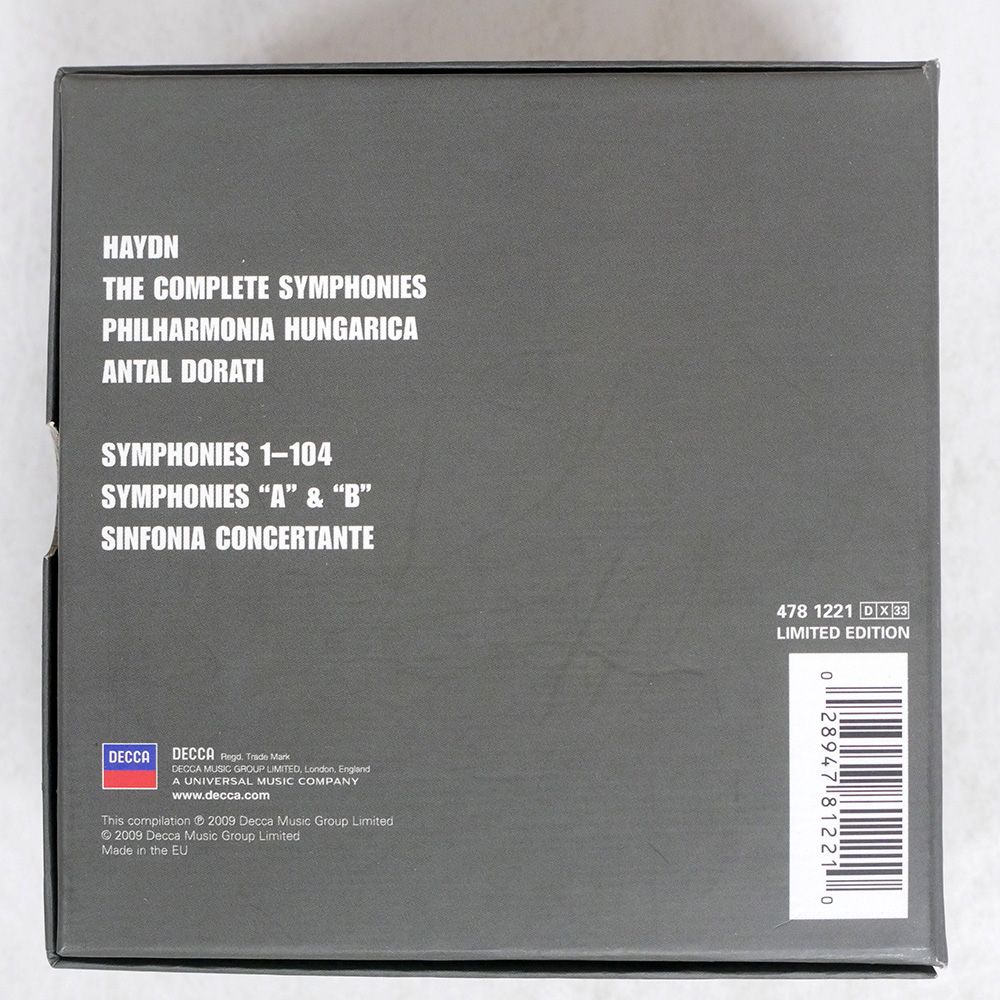 HAYDN
THE COMPLETE SYMPHONIES
PHILHARMONIA HUNGARICA
ANTAL DORATI
SYMPHONIES 1–104
SYMPHONIES “A” & “B”
SINFONIA CONCERTANTE
478 1221 D X 33
LIMITED EDITION
0 28947 81221 0
DECCA
DECCA Regd. Trade Mark
DECCA MUSIC GROUP LIMITED, London, England
A UNIVERSAL MUSIC COMPANY
www.decca.com
This compilation ℗ 2009 Decca Music Group Limited
© 2009 Decca Music Group Limited
Made in the EU